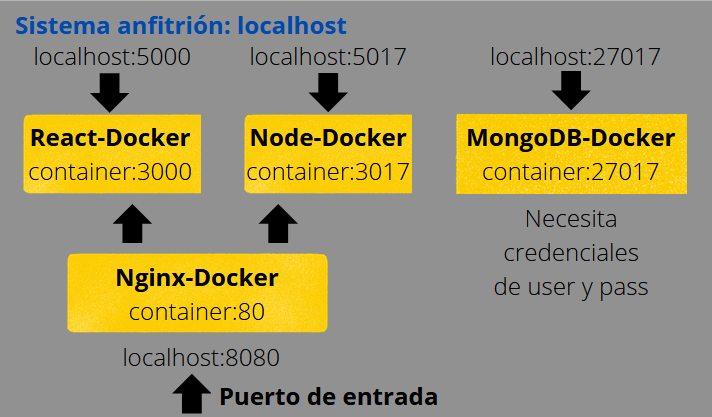 Sistema anfitrión: localhost
localhost:5000
localhost:5017
localhost:27017
React-Docker
container:3000
Node-Docker
container:3017
MongoDB-Docker
container:27017
Necesita
credenciales
de user y pass
Nginx-Docker
container:80
localhost:8080
Puerto de entrada